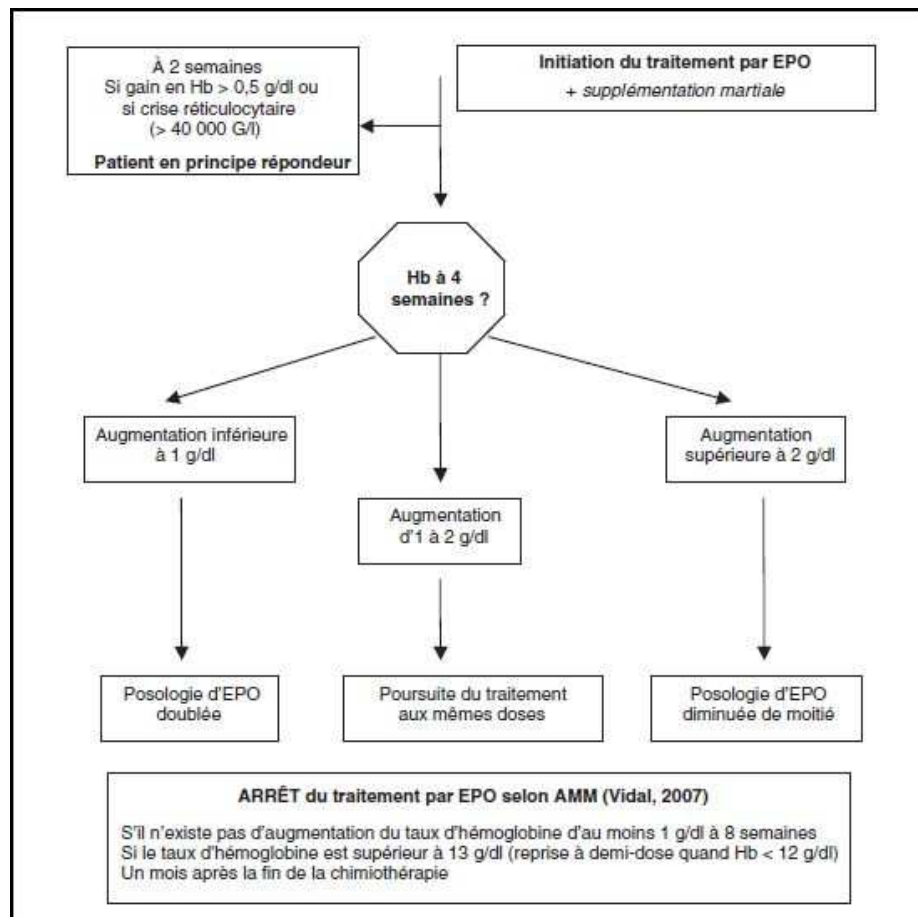 Initiation du traitement par EPO
+ supplémentation martiale
À 2 semaines
Si gain en Hb > 0,5 g/dl ou
si crise réticulocytaire
(> 40 000 G/l)
Patient en principe répondeur
Hb à 4
semaines ?
Augmentation inférieure
à 1 g/dl
Augmentation
d'1 à 2 g/dl
Augmentation
supérieure à 2 g/dl
Posologie d'EPO
doublée
Poursuite du traitement
aux mêmes doses
Posologie d'EPO
diminuée de moitié
ARRÊT du traitement par EPO selon AMM (Vidal, 2007)
S'il n'existe pas d'augmentation du taux d'hémoglobine d'au moins 1 g/dl à 8 semaines
Si le taux d'hémoglobine est supérieur à 13 g/dl (reprise à demi-dose quand Hb < 12 g/dl)
Un mois après la fin de la chimiothérapie